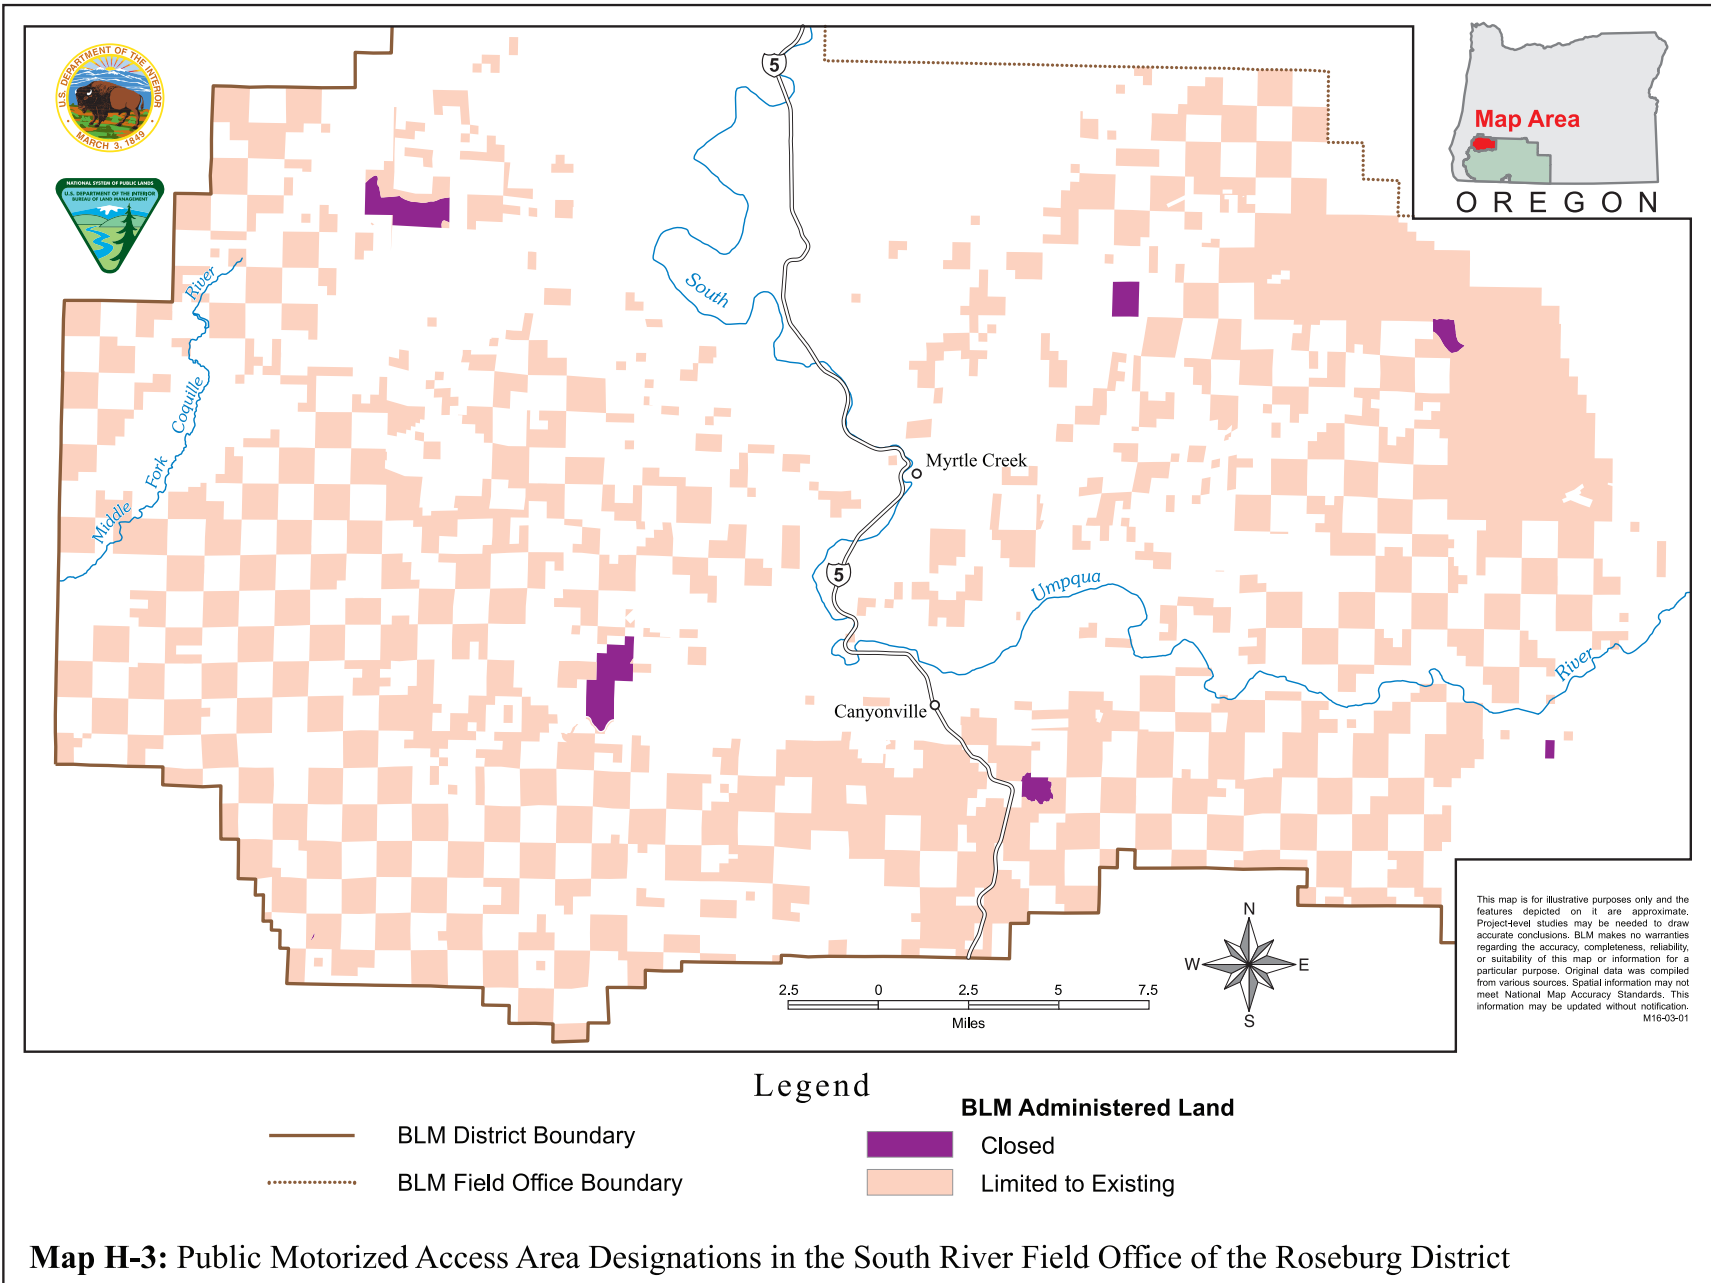 U.S. DEPARTMENT OF THE INTERIOR
MARCH 3, 1849
NATIONAL SYSTEM OF PUBLIC LANDS
U.S. DEPARTMENT OF THE INTERIOR
BUREAU OF LAND MANAGEMENT
5
Map Area
OREGON
River
South
Coquille
Fork
Middle
Myrtle Creek
5
Umpqua
River
Canyonville
N
W E
S
2.5 0 2.5 5 7.5
Miles
This map is for illustrative purposes only and the
features depicted on it are approximate.
Project-level studies may be needed to draw
accurate conclusions. BLM makes no warranties
regarding the accuracy, completeness, reliability,
or suitability of this map or information for a
particular purpose. Original data was compiled
from various sources. Spatial information may not
meet National Map Accuracy Standards. This
information may be updated without notification.
M16-03-01
Legend
BLM Administered Land
BLM District Boundary
Closed
BLM Field Office Boundary
Limited to Existing
Map H-3: Public Motorized Access Area Designations in the South River Field Office of the Roseburg District